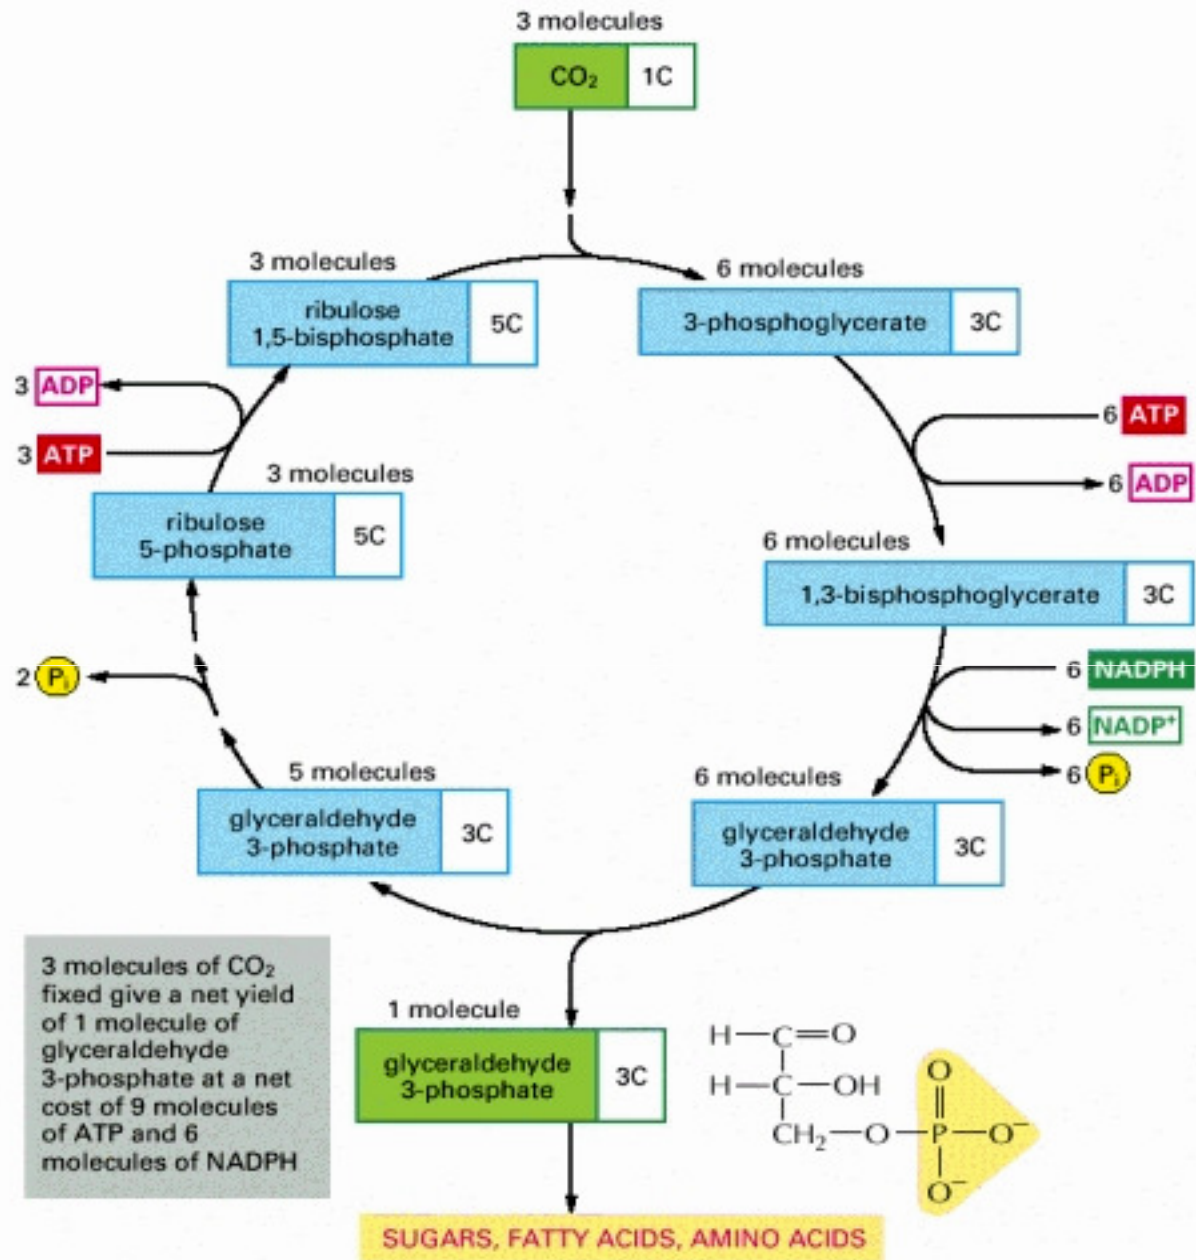 3 molecules
CO₂ 1C
3 molecules
ribulose
1,5-bisphosphate
5C
6 molecules
3-phosphoglycerate 3C
3 ADP
3 ATP
6 ATP
6 ADP
3 molecules
ribulose
5-phosphate
5C
6 molecules
1,3-bisphosphoglycerate 3C
2 Pi
6 NADPH
6 NADP⁺
6 Pi
5 molecules
glyceraldehyde
3-phosphate
3C
6 molecules
glyceraldehyde
3-phosphate
3C
3 molecules of CO₂
fixed give a net yield
of 1 molecule of
glyceraldehyde
3-phosphate at a net
cost of 9 molecules
of ATP and 6
molecules of NADPH
1 molecule
glyceraldehyde
3-phosphate
3C
H—C=O
H—C—OH
CH₂—O—P—O⁻
O
O⁻
SUGARS, FATTY ACIDS, AMINO ACIDS